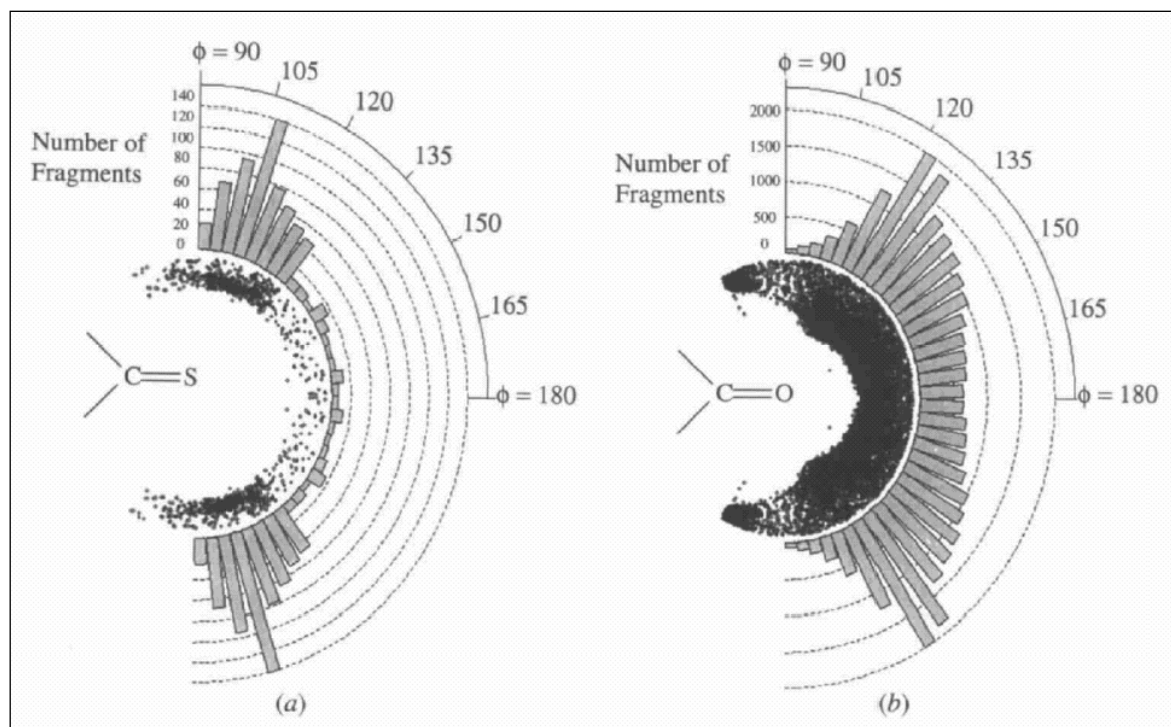 ϕ = 90
105
120
135
150
165
ϕ = 180
140
120
100
80
60
40
20
0
Number of
Fragments
C S
(a)
ϕ = 90
105
120
135
150
165
ϕ = 180
2000
1500
1000
500
0
Number of
Fragments
C O
(b)